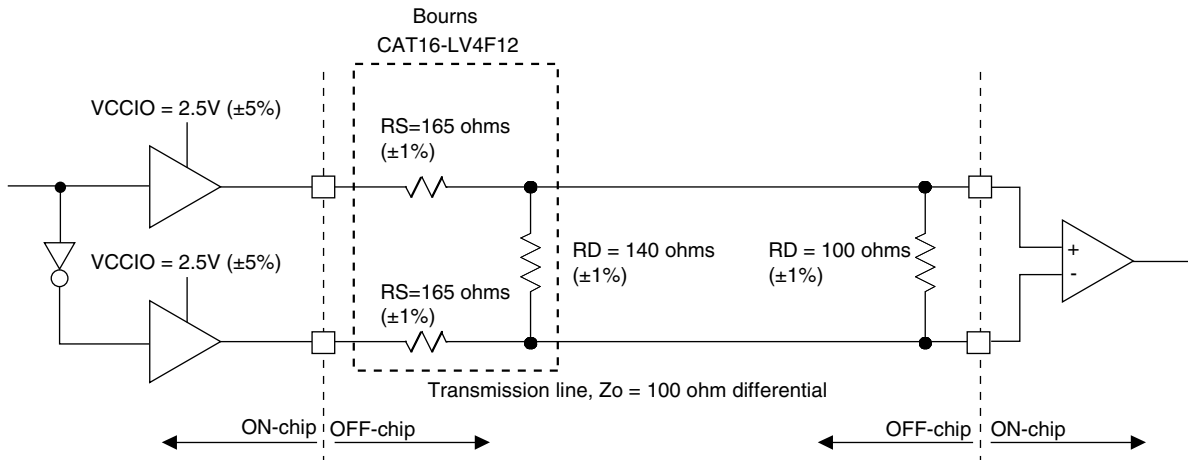 Bourns
CAT16-LV4F12
VCCIO = 2.5V (±5%)
RS=165 ohms
(±1%)
VCCIO = 2.5V (±5%)
RS=165 ohms
(±1%)
RD = 140 ohms
(±1%)
RD = 100 ohms
(±1%)
+
-
Transmission line, Zo = 100 ohm differential
ON-chip
OFF-chip
OFF-chip
ON-chip